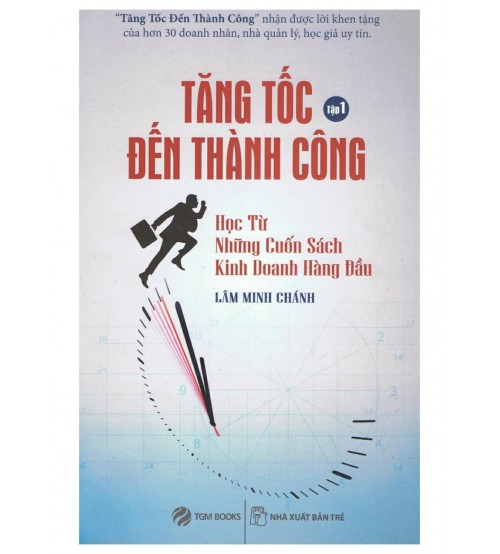 "Tăng Tốc Đến Thành Công" nhận được lời khen tặng
của hơn 30 doanh nhân, nhà quản lý, học giả uy tín.
TĂNG TỐC
Tập 1
ĐẾN THÀNH CÔNG
Học Từ
Những Cuốn Sách
Kinh Doanh Hàng Đầu
LÂM MINH CHÁNH
TGM BOOKS
NHÀ XUẤT BẢN TRẺ